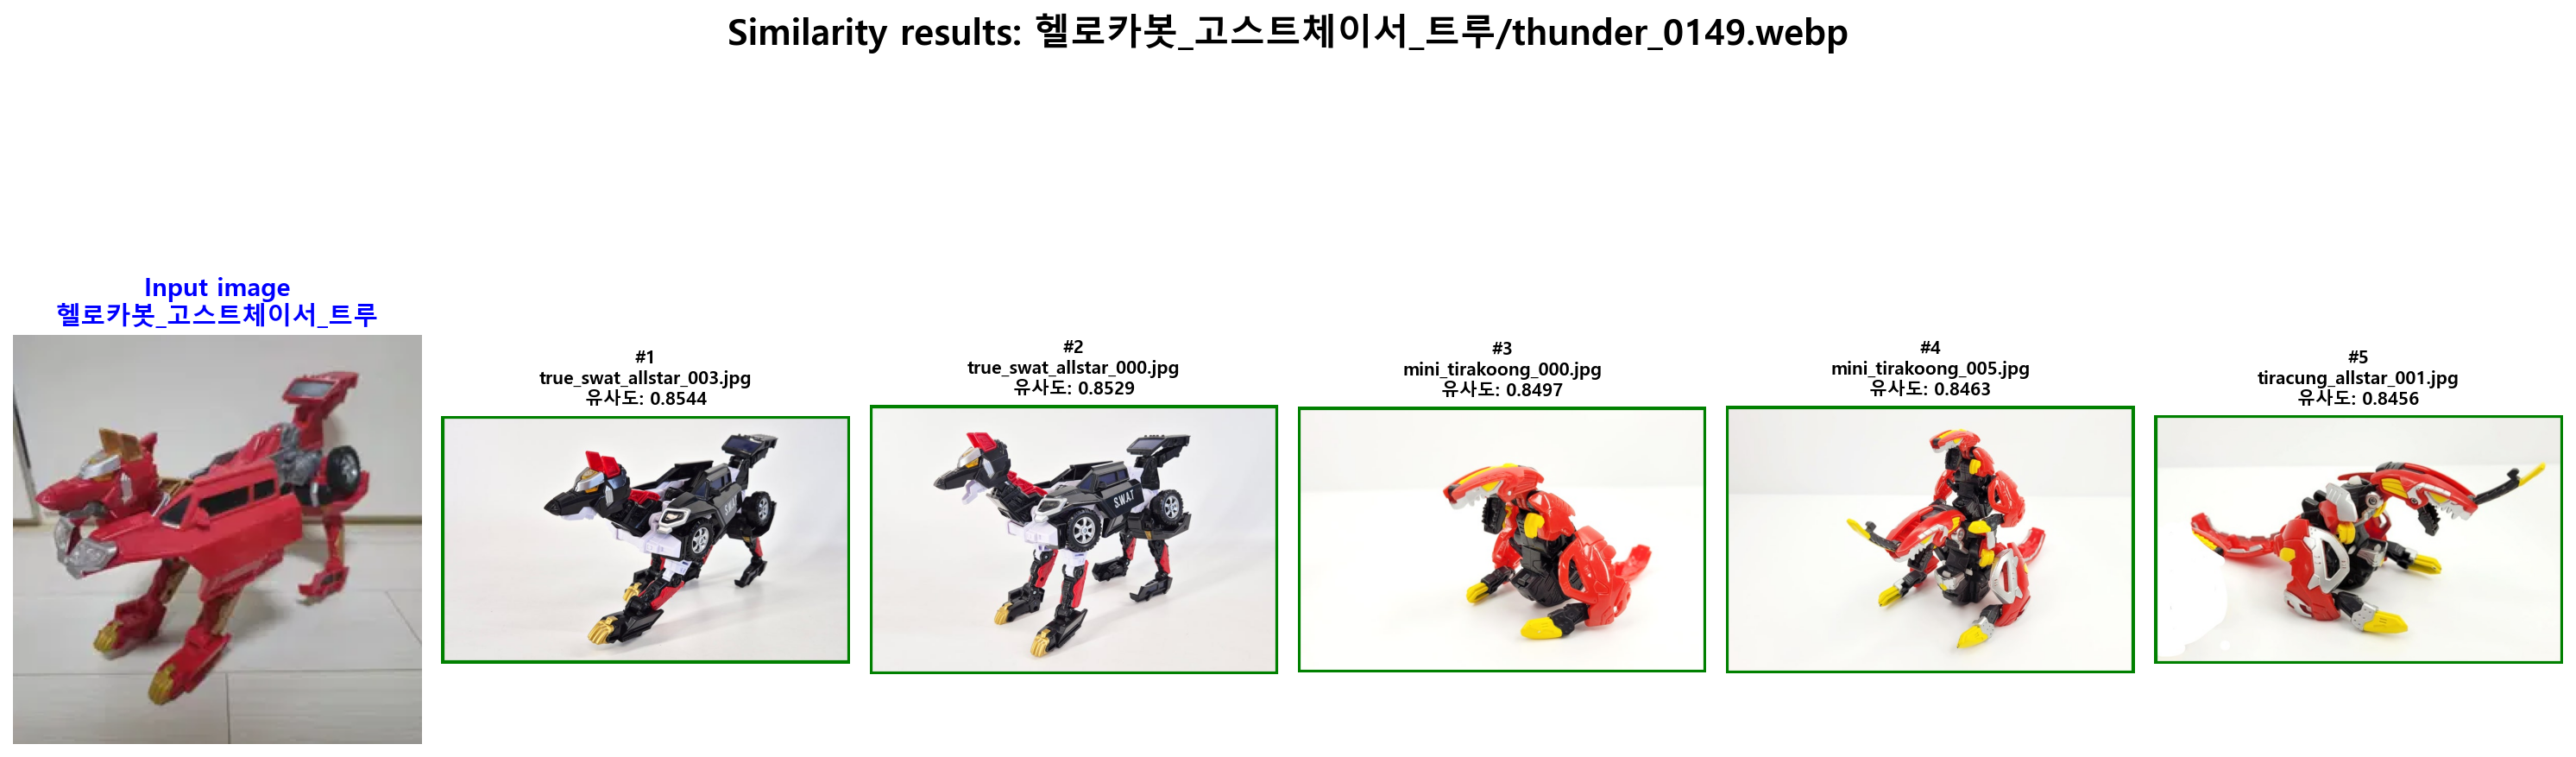 Similarity results: 헬로카봇_고스트체이서_트루/thunder_0149.webp
Input image
헬로카봇_고스트체이서_트루
#1
true_swat_allstar_003.jpg
유사도: 0.8544
#2
true_swat_allstar_000.jpg
유사도: 0.8529
#3
mini_tirakoong_000.jpg
유사도: 0.8497
#4
mini_tirakoong_005.jpg
유사도: 0.8463
#5
tiracung_allstar_001.jpg
유사도: 0.8456
S.W.A.T
S.W.A.T